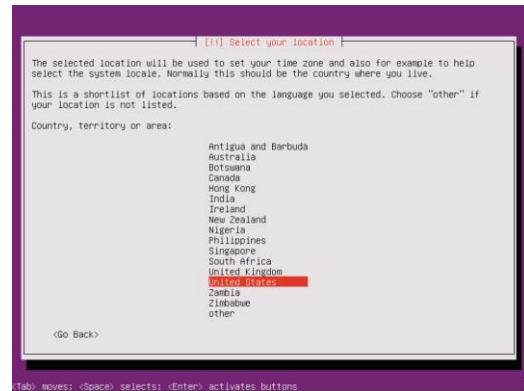 [!!] Select your location
The selected location will be used to set your time zone and also for example to help
select the system locale. Normally this should be the country where you live.
This is a shortlist of locations based on the language you selected. Choose "other" if
your location is not listed.
Country, territory or area:
Antigua and Barbuda
Australia
Botswana
Canada
Hong Kong
India
Ireland
New Zealand
Nigeria
Philippines
Singapore
South Africa
United Kingdom
United States
Zambia
Zimbabwe
other
<Go Back>
<Tab> moves; <Space> selects; <Enter> activates buttons